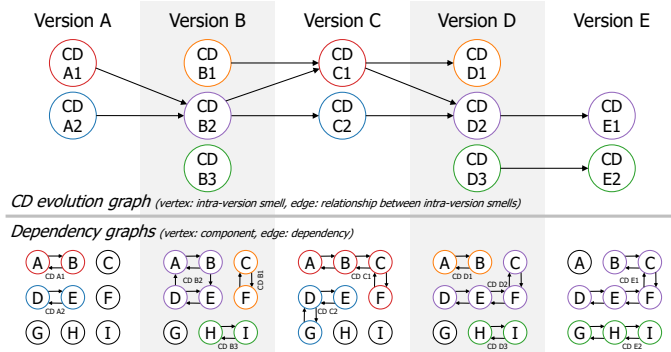 Version A Version B Version C Version D Version E
CD A1
CD B1
CD C1
CD D1
CD A2
CD B2
CD C2
CD D2
CD E1
CD B3
CD D3
CD E2
CD evolution graph (vertex: intra-version smell, edge: relationship between intra-version smells)
Dependency graphs (vertex: component, edge: dependency)
A B C
CD A1
D E F
CD A2
G H I
A B C
CD B2
CD B1
D E F
G H I
CD B3
A B C
CD C1
D E F
CD C2
G H I
A B C
CD D1
CD D2
D E F
G H I
CD D3
A B C
CD E1
D E F
G H I
CD E2